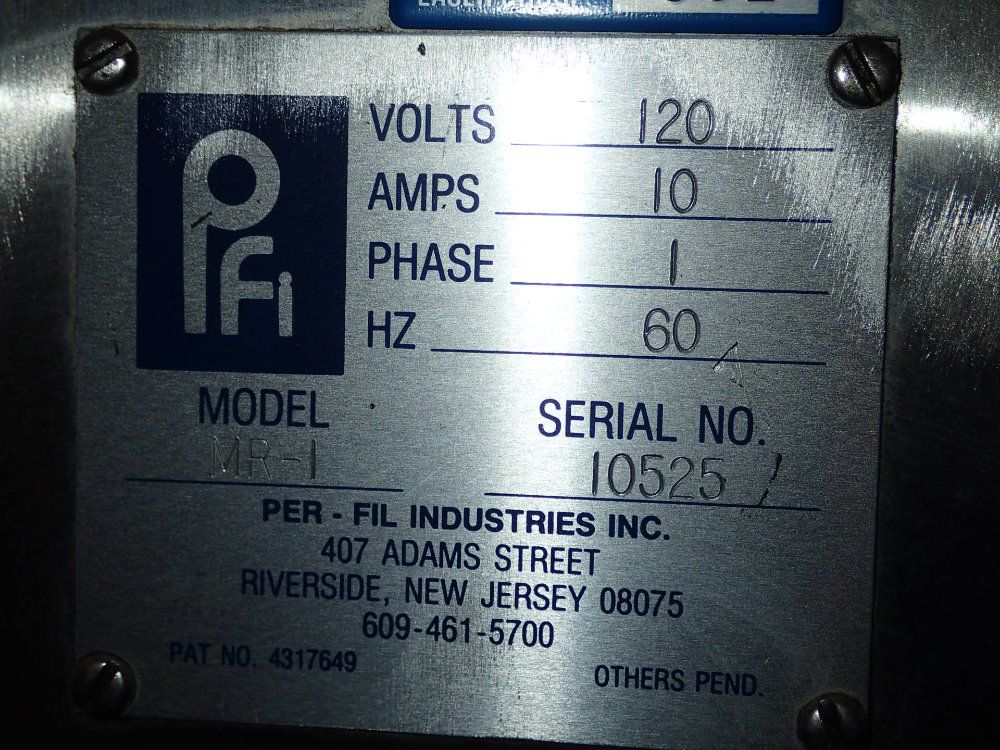 VOLTS 120
AMPS 10
PHASE 1
HZ 60
PFi
MODEL
MR-1
SERIAL NO.
10525
PER - FIL INDUSTRIES INC.
407 ADAMS STREET
RIVERSIDE, NEW JERSEY 08075
609-461-5700
PAT NO. 4317649
OTHERS PEND.